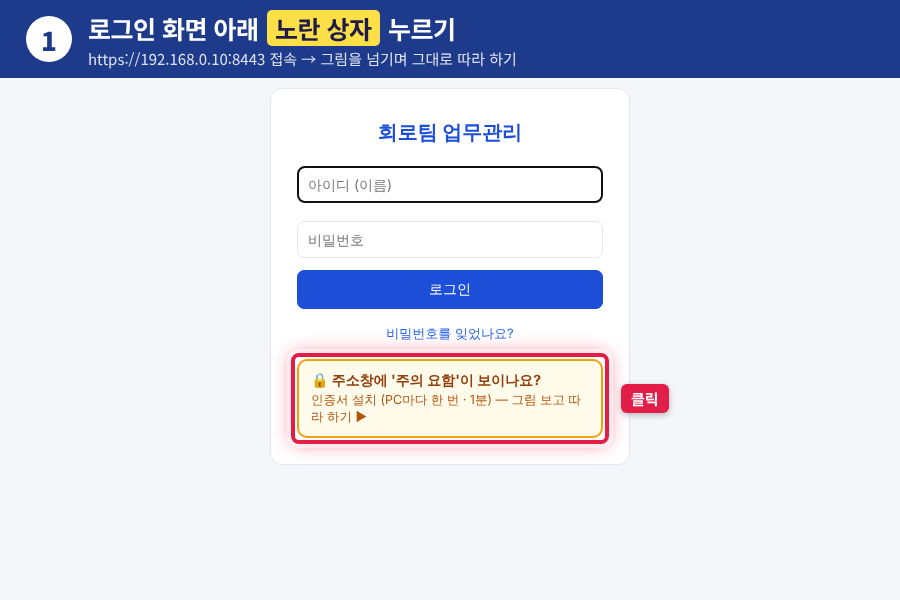 1
로그인 화면 아래 노란 상자 누르기
https://192.168.0.10:8443 접속 → 그림을 넘기며 그대로 따라 하기
회로팀 업무관리
아이디 (이름)
비밀번호
로그인
비밀번호를 잊었나요?
🔒 주소창에 '주의 요함'이 보이나요?
인증서 설치 (PC마다 한 번 · 1분) — 그림 보고 따
라 하기 ▶
클릭